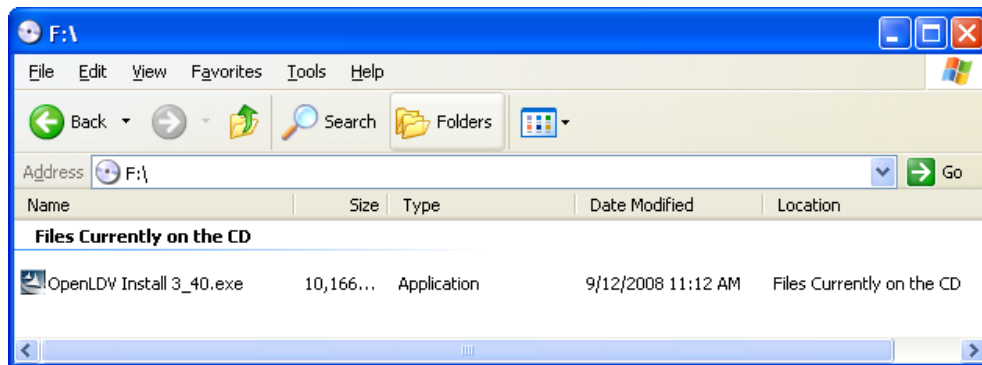 F:\
File Edit View Favorites Tools Help
Back Search Folders
Address F:\ Go
Name Size Type Date Modified Location
Files Currently on the CD
OpenLDV Install 3_40.exe 10,166... Application 9/12/2008 11:12 AM Files Currently on the CD